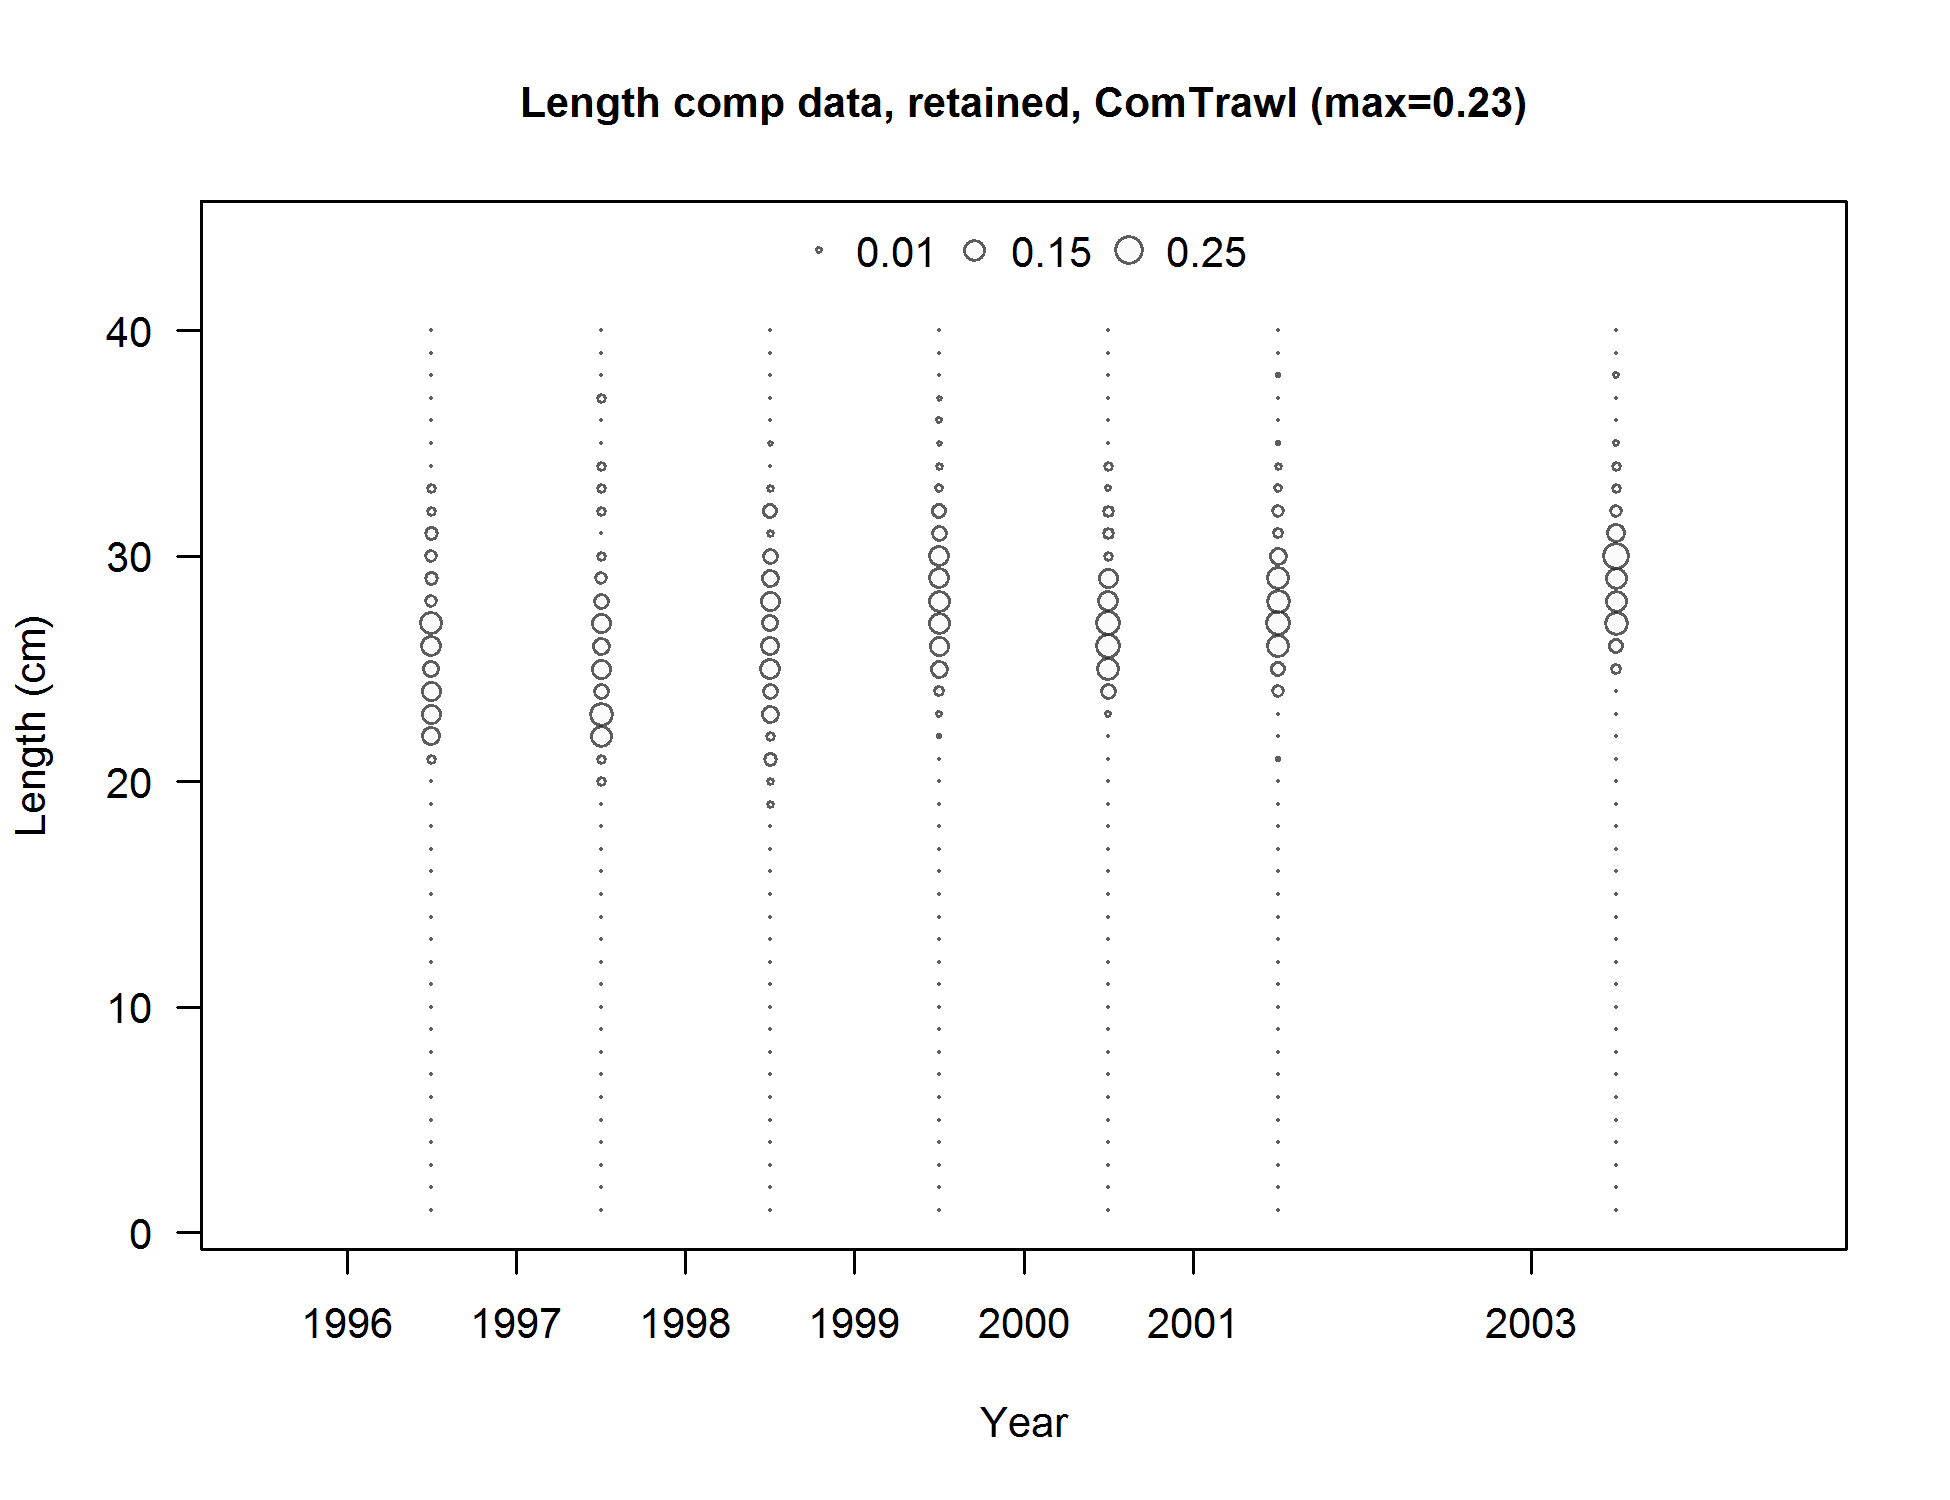 Length comp data, retained, ComTrawl (max=0.23)
0.01 0.15 0.25
40
30
20
10
0
Length (cm)
1996 1997 1998 1999 2000 2001 2003
Year